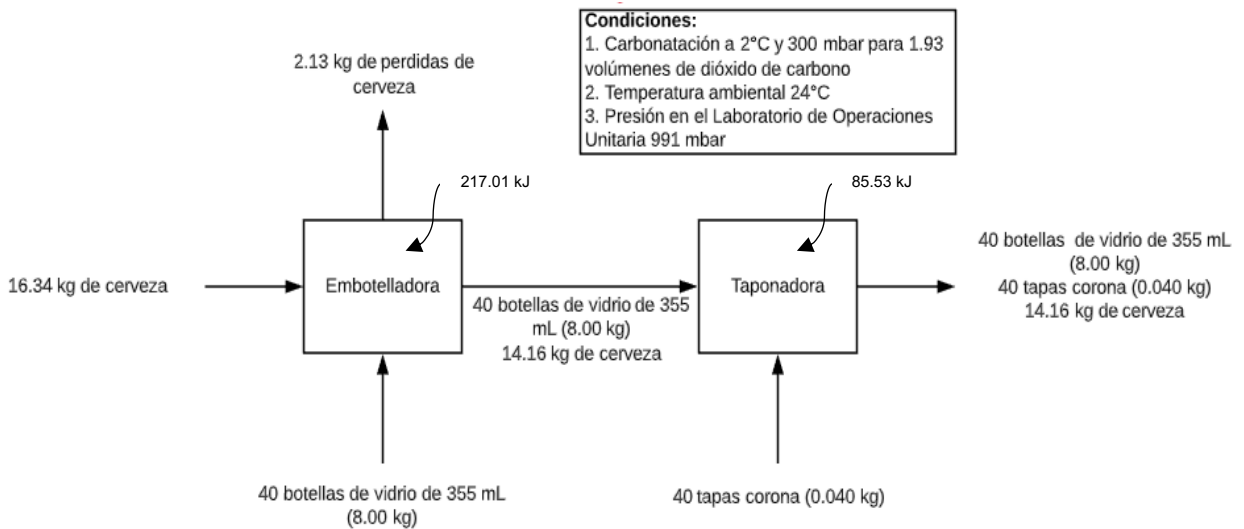 Condiciones:
1. Carbonatación a 2°C y 300 mbar para 1.93
volúmenes de dióxido de carbono
2. Temperatura ambiental 24°C
3. Presión en el Laboratorio de Operaciones
Unitaria 991 mbar
2.13 kg de perdidas de
cerveza
217.01 kJ
85.53 kJ
16.34 kg de cerveza
Embotelladora
40 botellas de vidrio de 355
mL (8.00 kg)
14.16 kg de cerveza
Taponadora
40 botellas de vidrio de 355 mL
(8.00 kg)
40 tapas corona (0.040 kg)
14.16 kg de cerveza
40 botellas de vidrio de 355 mL
(8.00 kg)
40 tapas corona (0.040 kg)